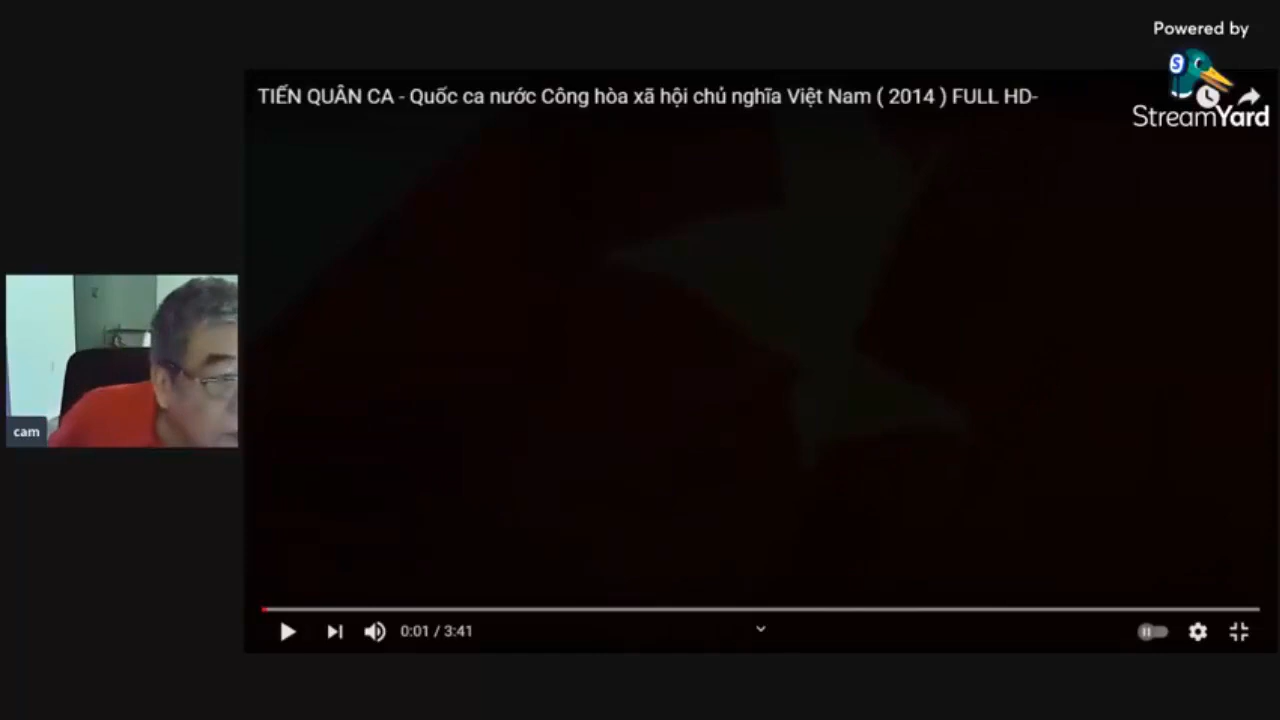 Powered by
StreamYard
TIẾN QUÂN CA - Quốc ca nước Công hòa xã hội chủ nghĩa Việt Nam ( 2014 ) FULL HD-
cam
0:01 / 3:41